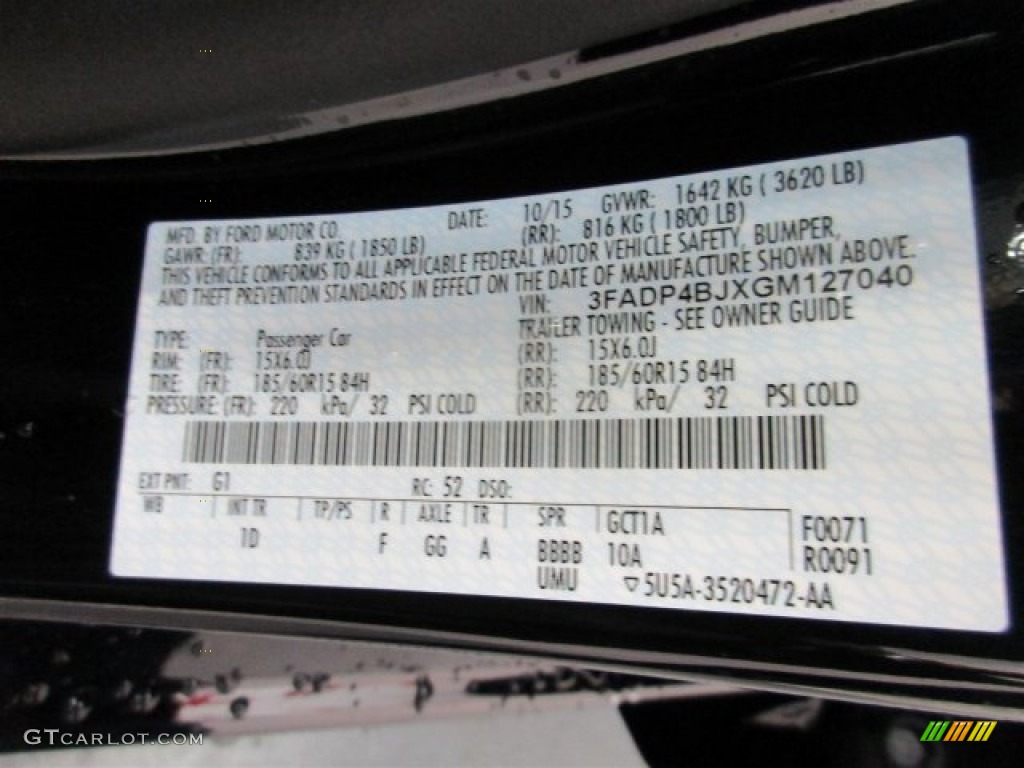 MFD. BY FORD MOTOR CO. DATE: 10/15 GVWR: 1642 KG ( 3620 LB)
GAWR: (FR): 839 KG ( 1850 LB) (RR): 816 KG ( 1800 LB)
THIS VEHICLE CONFORMS TO ALL APPLICABLE FEDERAL MOTOR VEHICLE SAFETY, BUMPER,
AND THEFT PREVENTION STANDARDS IN EFFECT ON THE DATE OF MANUFACTURE SHOWN ABOVE.
VIN: 3FADP4BJXGM127040
TYPE: Passenger Car TRAILER TOWING - SEE OWNER GUIDE
RIM: (FR): 15X6.0J (RR): 15X6.0J
TIRE: (FR): 185/60R15 84H (RR): 185/60R15 84H
PRESSURE: (FR): 220 kPa/ 32 PSI COLD (RR): 220 kPa/ 32 PSI COLD
EXT PNT: G1 RC: 52 DSO:
WB INT TR TP/PS R AXLE TR SPR GCT1A F0071
1D F GG A BBBB 10A R0091
UMU ▽5U5A-3520472-AA
GTCARLOT.COM